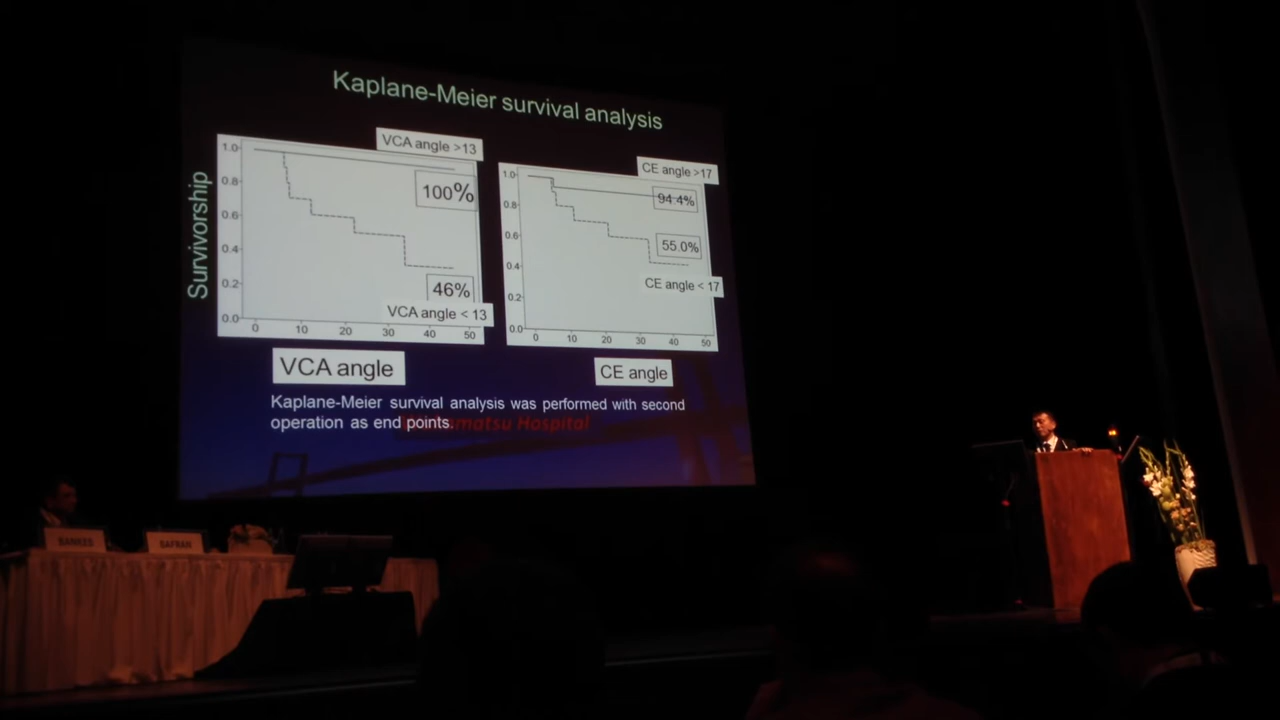 Kaplane-Meier survival analysis
Survivorship
VCA angle >13
1.0
0.8
0.6
0.4
0.2
0.0
100%
46%
VCA angle < 13
0 10 20 30 40 50
VCA angle
CE angle >17
1.0
0.8
0.6
0.4
0.2
0.0
94.4%
55.0%
CE angle < 17
0 10 20 30 40 50
CE angle
Kaplane-Meier survival analysis was performed with second
operation as end points.
Hospital
BANKES
SAFRAN